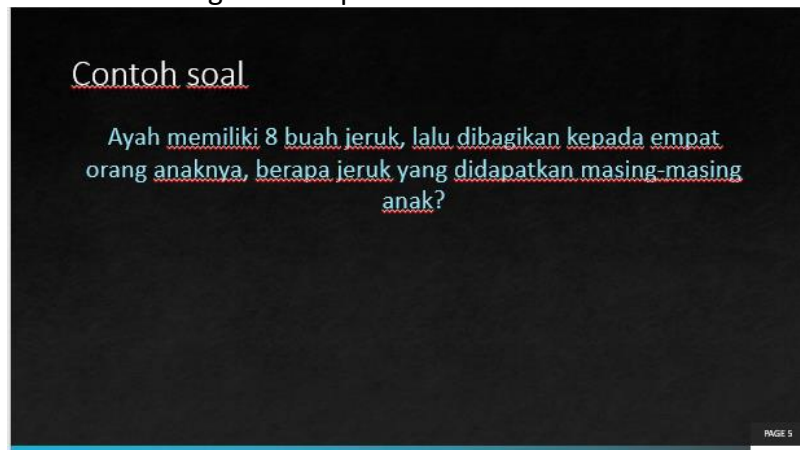 Contoh soal
Ayah memiliki 8 buah jeruk, lalu dibagikan kepada empat
orang anaknya, berapa jeruk yang didapatkan masing-masing
anak?
PAGE 5